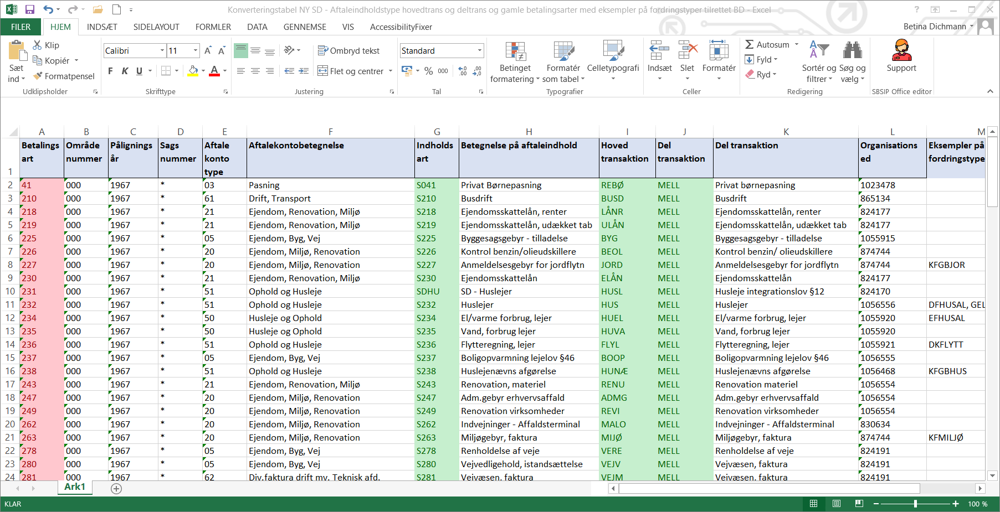 Konverteringstabel NY SD - Aftaleindholdstype hovedtrans og deltrans og gamle betalingsarter med eksempler på fordringstyper tilrettet BD - Excel
FILER HJEM INDSÆT SIDELAYOUT FORMLER DATA GENNEMSE VIS AccessibilityFixer Betina Dichmann
Sæt ind Klip Kopiér Formatpensel Udklipsholder
Calibri 11 F K U A Skrifttype
Ombryd tekst Flet og centrer Justering
Standard % 000 Tal
Betinget formatering Formatér som tabel Celletypografi Typografier
Indsæt Slet Formatér Celler
Autosum Fyld Ryd Sortér og filtrer Søg og vælg Redigering
Support SBSIP Office editor
A B C D E F G H I J K L M
1 Betalings art Område nummer Pålignings år Sags nummer Aftale konto type Aftalekontobetegnelse Indholds art Betegnelse på aftaleindhold Hoved transaktion Del transaktion Del transaktion Organisations ed Eksempler på fordringstype
2 41 000 1967 * 03 Pasning S041 Privat Børnepasning REBØ MELL Privat børnepasning 1023478
3 210 000 1967 * 61 Drift, Transport S210 Busdrift BUSD MELL Busdrift 865134
4 218 000 1967 * 21 Ejendom, Renovation, Miljø S218 Ejendomsskattelån, renter LÅNR MELL Ejendomsskattelån, renter 824177
5 219 000 1967 * 21 Ejendom, Renovation, Miljø S219 Ejendomsskattelån, udækket tab ULÅN MELL Ejendomsskattelån, udækket tab 824177
6 225 000 1967 * 05 Ejendom, Byg, Vej S225 Byggesagsgebyr - tilladelse BYG MELL Byggesagsgebyr - tilladelse 1055915
7 226 000 1967 * 20 Ejendom, Miljø, Renovation S226 Kontrol benzin/olieudskillere BEOL MELL Kontrol benzin/ olieudskillere 874744
8 227 000 1967 * 20 Ejendom, Miljø, Renovation S227 Anmeldelsesgebyr for jordflytn JORD MELL Anmeldelsesgebyr for jordflytn 874744 KFGBJOR
9 230 000 1967 * 21 Ejendom, Renovation, Miljø S230 Ejendomsskattelån ELÅN MELL Ejendomsskattelån 824177
10 231 000 1967 * 51 Ophold og Husleje SDHU SD - Huslejer HUSL MELL Husleje integrationslov §12 824170
11 232 000 1967 * 51 Ophold og Husleje S232 Huslejer HUS MELL Huslejer 1056556 DFHUSAL, GEL
12 234 000 1967 * 50 Husleje og Ophold S234 El/varme forbrug, lejer HUEL MELL El/varme forbrug, lejer 1055920 EFHUSAL
13 235 000 1967 * 50 Husleje og Ophold S235 Vand, forbrug lejer HUVA MELL Vand, forbrug lejer 1055920
14 236 000 1967 * 51 Ophold og Husleje S236 Flytteregning, lejer FLYL MELL Flytteregning, lejer 1055921 DKFLYTT
15 237 000 1967 * 05 Ejendom, Byg, Vej S237 Boligopvarmning lejelov §46 BOOP MELL Boligopvarmning lejelov §46 1056555
16 238 000 1967 * 51 Ophold og Husleje S238 Huslejenævns afgørelse HUNÆ MELL Huslejenævns afgørelse 1056468 KFGBHUS
17 243 000 1967 * 21 Ejendom, Renovation, Miljø S243 Renovation, materiel RENU MELL Renovation materiel 1056554
18 247 000 1967 * 20 Ejendom, Miljø, Renovation S247 Adm.gebyr erhvervsaffald ADMG MELL Adm.gebyr erhvervsaffald 1056554
19 249 000 1967 * 20 Ejendom, Miljø, Renovation S249 Renovation virksomheder REVI MELL Renovation virksomheder 1056554
20 262 000 1967 * 20 Ejendom, Miljø, Renovation S262 Indvejninger - Affaldsterminal MALO MELL Indvejninger - Affaldsterminal 830634
21 263 000 1967 * 20 Ejendom, Miljø, Renovation S263 Miljøgebyr, faktura MIJØ MELL Miljøgebyr, faktura 874744 KFMILJØ
22 278 000 1967 * 05 Ejendom, Byg, Vej S278 Renholdelse af veje VERE MELL Renholdelse af veje 824191
23 280 000 1967 * 05 Ejendom, Byg, Vej S280 Vejvedligehold, istandsættelse VEJV MELL Vejvæsen, faktura 824191
24 281 000 1967 * 62 Div.faktura drift mv. Teknisk afd. S281 Vejvæsen, faktura VEJM MELL Vejvæsen, faktura 824191
Ark1
KLAR 100 %